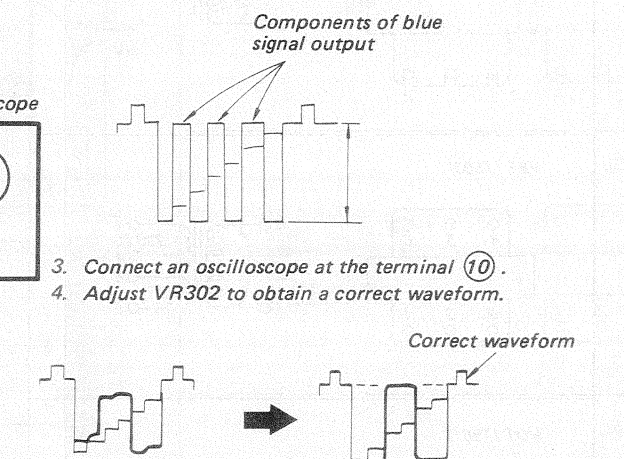 Components of blue
signal output
cope
3. Connect an oscilloscope at the terminal 10 .
4. Adjust VR302 to obtain a correct waveform.
Correct waveform